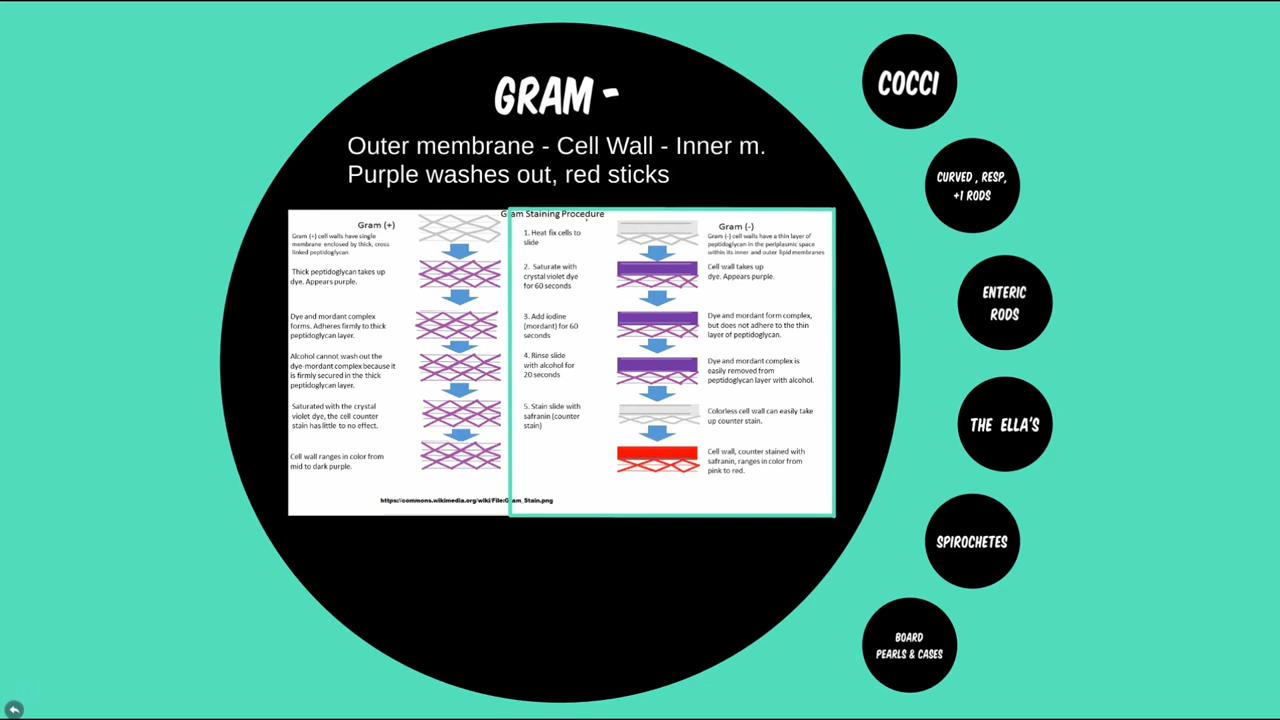 GRAM -
Outer membrane - Cell Wall - Inner m.
Purple washes out, red sticks
Gram Staining Procedure
Gram (+)
Gram (+) cell walls have single
membrane enclosed by thick, cross
linked peptidoglycan
Thick peptidoglycan takes up
dye. Appears purple.
Dye and mordant complex
forms. Adheres firmly to thick
peptidoglycan layer.
Alcohol cannot wash out the
dye-mordant complex because it
is firmly secured in the thick
peptidoglycan layer.
Saturated with the crystal
violet dye, the cell counter
stain has little to no effect.
Cell wall ranges in color from
mid to dark purple.
1. Heat fix cells to
slide
2. Saturate with
crystal violet dye
for 60 seconds
3. Add iodine
(mordant) for 60
seconds
4. Rinse slide
with alcohol for
20 seconds
5. Stain slide with
safranin (counter
stain)
Gram (-)
Gram (-) cell walls have a thin layer of
peptidoglycan in the periplasmic space
within its inner and outer lipid membranes
Cell wall takes up
dye. Appears purple.
Dye and mordant form complex,
but does not adhere to the thin
layer of peptidoglycan.
Dye and mordant complex is
easily removed from
peptidoglycan layer with alcohol.
Colorless cell wall can easily take
up counter stain.
Cell wall, counter stained with
safranin, ranges in color from
pink to red.
https://commons.wikimedia.org/wiki/File:Gram_Stain.png
COCCI
CURVED , RESP,
+1 RODS
ENTERIC
RODS
THE ELLA'S
SPIROCHETES
BOARD
PEARLS & CASES